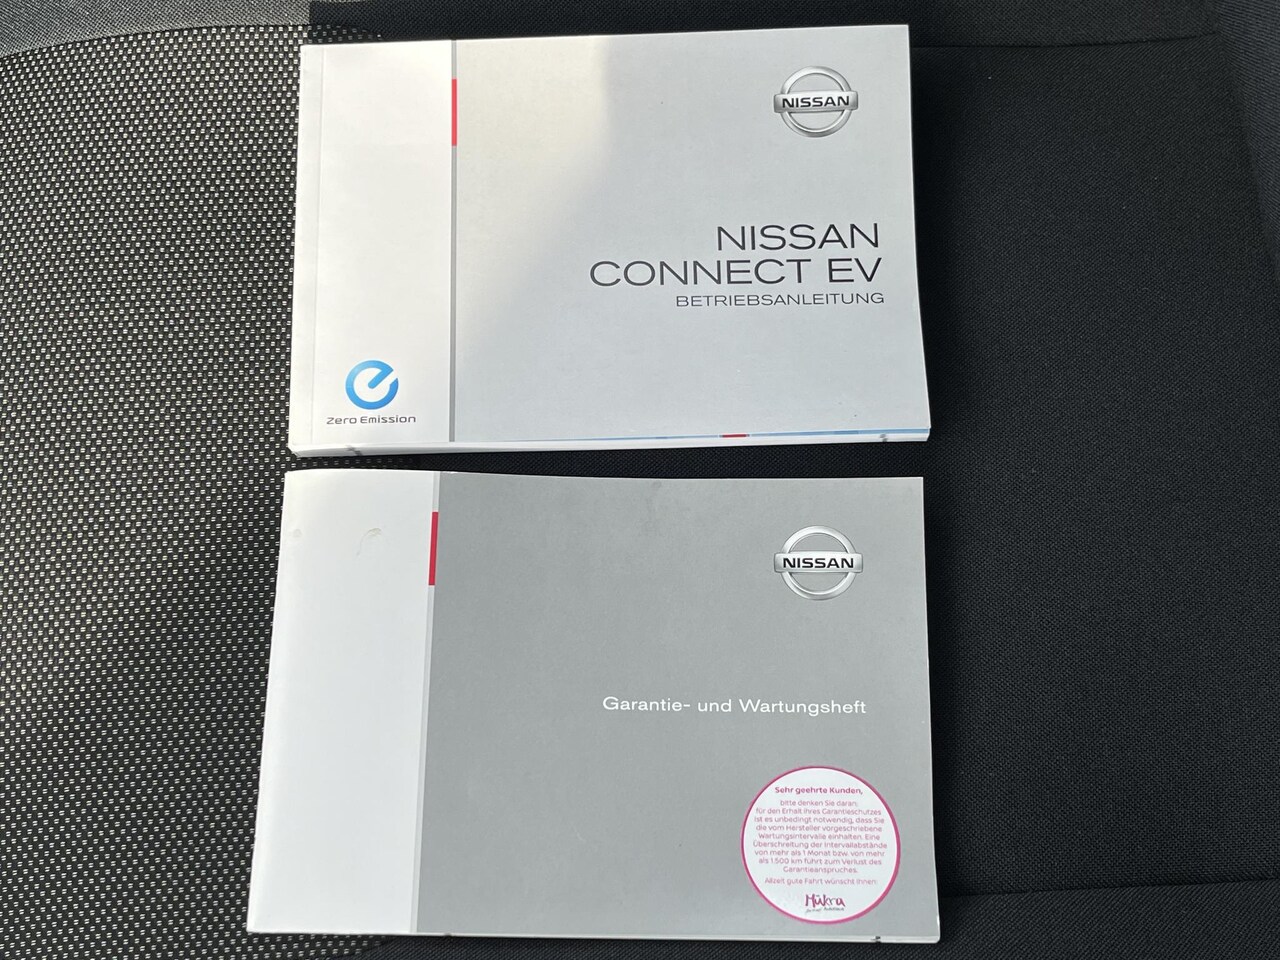 NISSAN
NISSAN
CONNECT EV
BETRIEBSANLEITUNG
Zero Emission
NISSAN
Garantie- und Wartungsheft
Sehr geehrte Kunden,
bitte denken Sie daran:
für den Erhalt Ihres Garantieschutzes
ist es unbedingt notwendig, dass Sie
die vom Hersteller vorgeschriebene
Wartungsintervalle einhalten. Eine
Überschreitung der Intervallabstände
von mehr als 1 Monat bzw. von mehr
als 1.500 km führt zum Verlust des
Garantieanspruches.
Allzeit gute Fahrt wünscht Ihnen:
Mükra